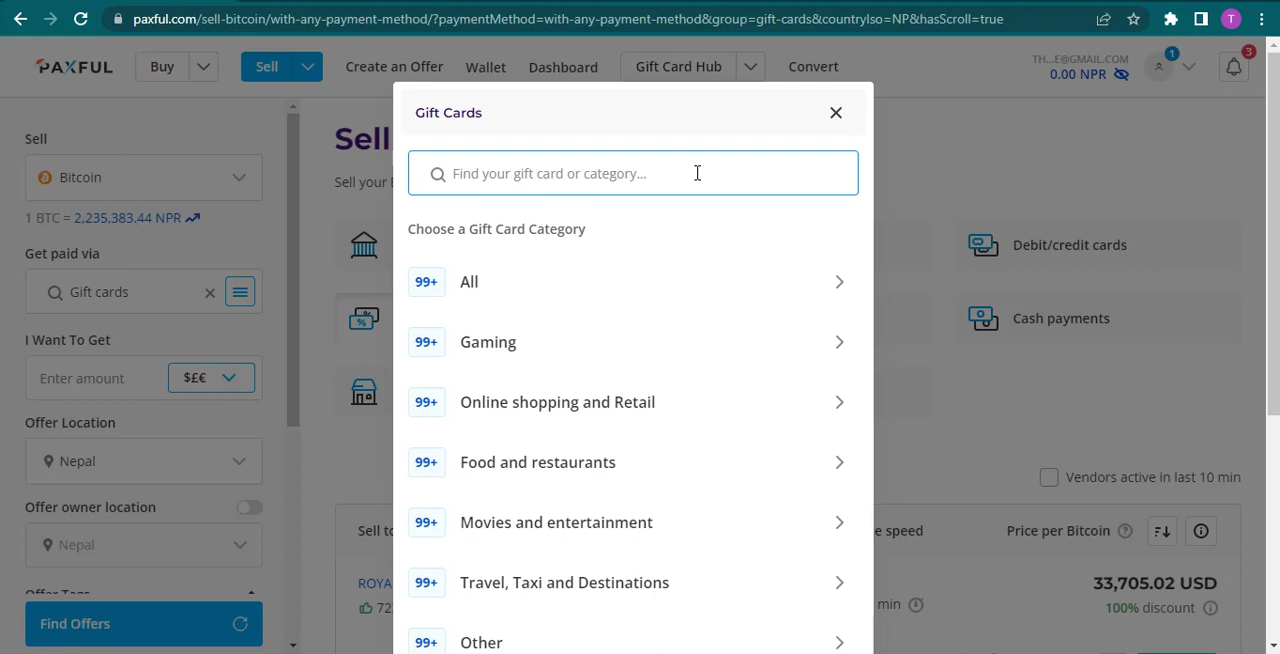 paxful.com/sell-bitcoin/with-any-payment-method/?paymentMethod=with-any-payment-method&group=gift-cards&countryIso=NP&hasScroll=true
T
PAXFUL
Buy
Sell
Create an Offer
Wallet
Dashboard
Gift Card Hub
Convert
TH...E@GMAIL.COM
0.00 NPR
1
3
Sell
Bitcoin
1 BTC = 2,235,383.44 NPR
Get paid via
Gift cards
I Want To Get
Enter amount
$£€
Offer Location
Nepal
Offer owner location
Nepal
Offer Tags
Find Offers
Sell
Sell your
Gift Cards
Find your gift card or category...
Choose a Gift Card Category
99+ All
99+ Gaming
99+ Online shopping and Retail
99+ Food and restaurants
99+ Movies and entertainment
99+ Travel, Taxi and Destinations
99+ Other
Debit/credit cards
Cash payments
Vendors active in last 10 min
Sell to
e speed
Price per Bitcoin
ROYA
72
min
33,705.02 USD
100% discount